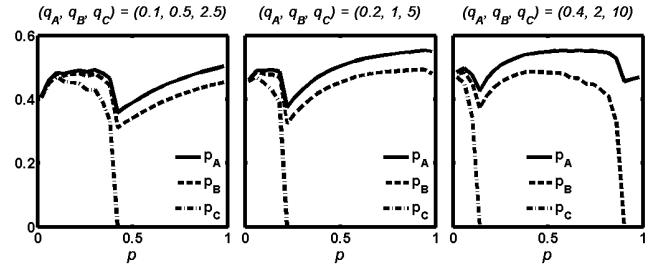 (q_A, q_B, q_C) = (0.1, 0.5, 2.5)
(q_A, q_B, q_C) = (0.2, 1, 5)
(q_A, q_B, q_C) = (0.4, 2, 10)
0.6
0.4
0.2
0
p_A
p_B
p_C
p_A
p_B
p_C
p_A
p_B
p_C
0 0.5 1
0 0.5 1
0 0.5 1
p
p
p